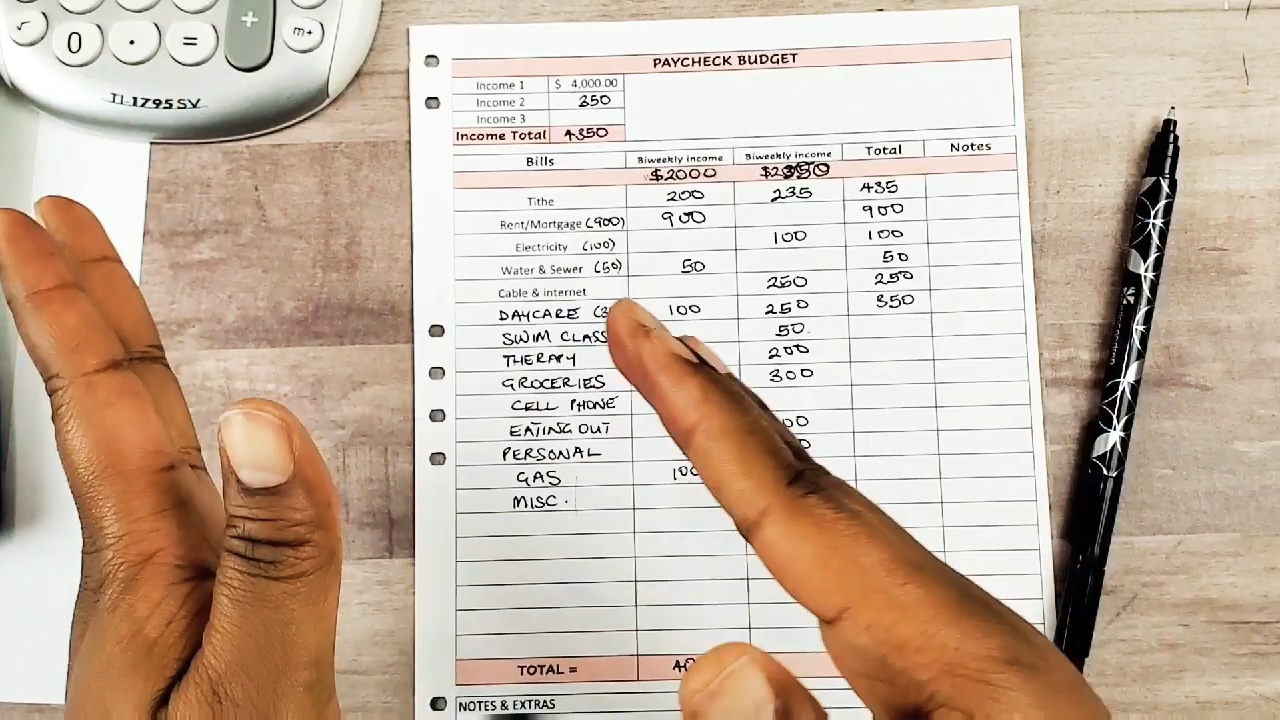 √ 0 · = + m+
TI-1795 SV
PAYCHECK BUDGET
Income 1 $ 4,000.00
Income 2 350
Income 3
Income Total 4350
Bills Biweekly income Biweekly income Total Notes
$2000
Tithe 200 235 435
Rent/Mortgage (900) 900 900
Electricity (100) 100 100
Water & Sewer (50) 50 50
Cable & internet 250 250
DAYCARE 100 250 350
SWIM CLASS 50.
THERAPY 200
GROCERIES 300
CELL PHONE
EATING OUT
PERSONAL
GAS 100
MISC.
TOTAL =
NOTES & EXTRAS